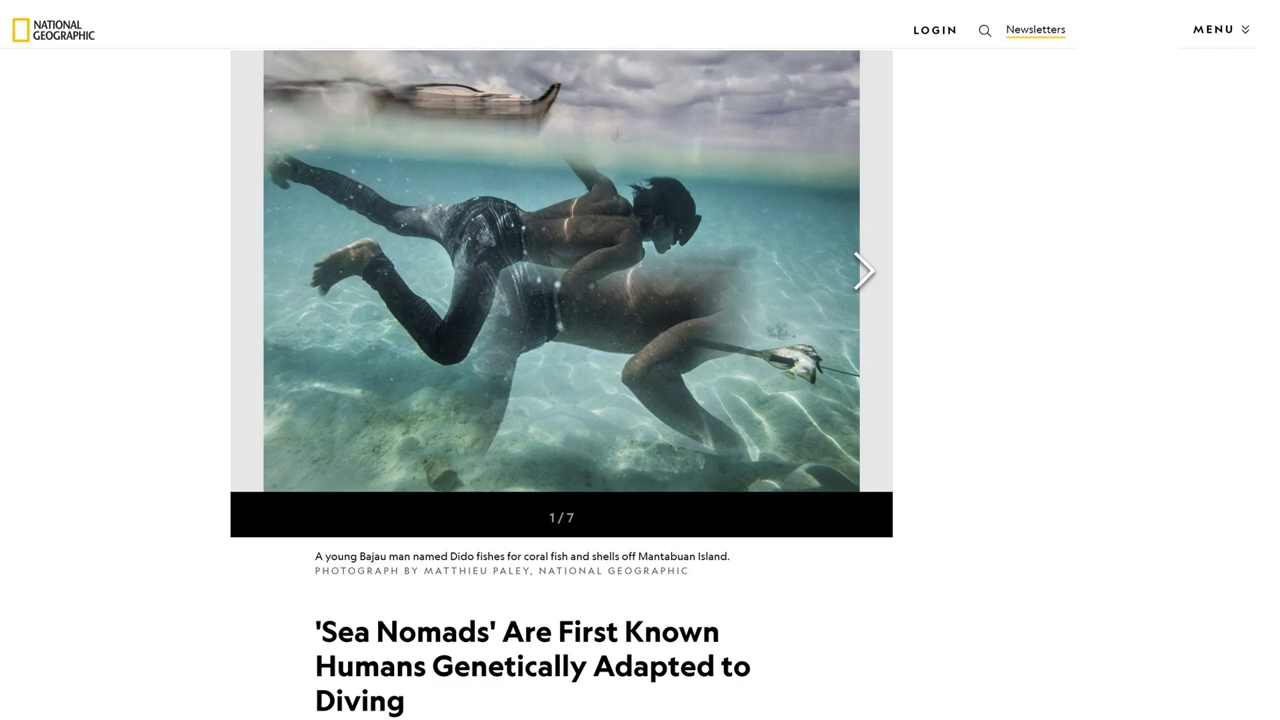 NATIONAL
GEOGRAPHIC
LOGIN
Newsletters
MENU
1/7
A young Bajau man named Dido fishes for coral fish and shells off Mantabuan Island.
PHOTOGRAPH BY MATTHIEU PALEY, NATIONAL GEOGRAPHIC
'Sea Nomads' Are First Known
Humans Genetically Adapted to
Diving